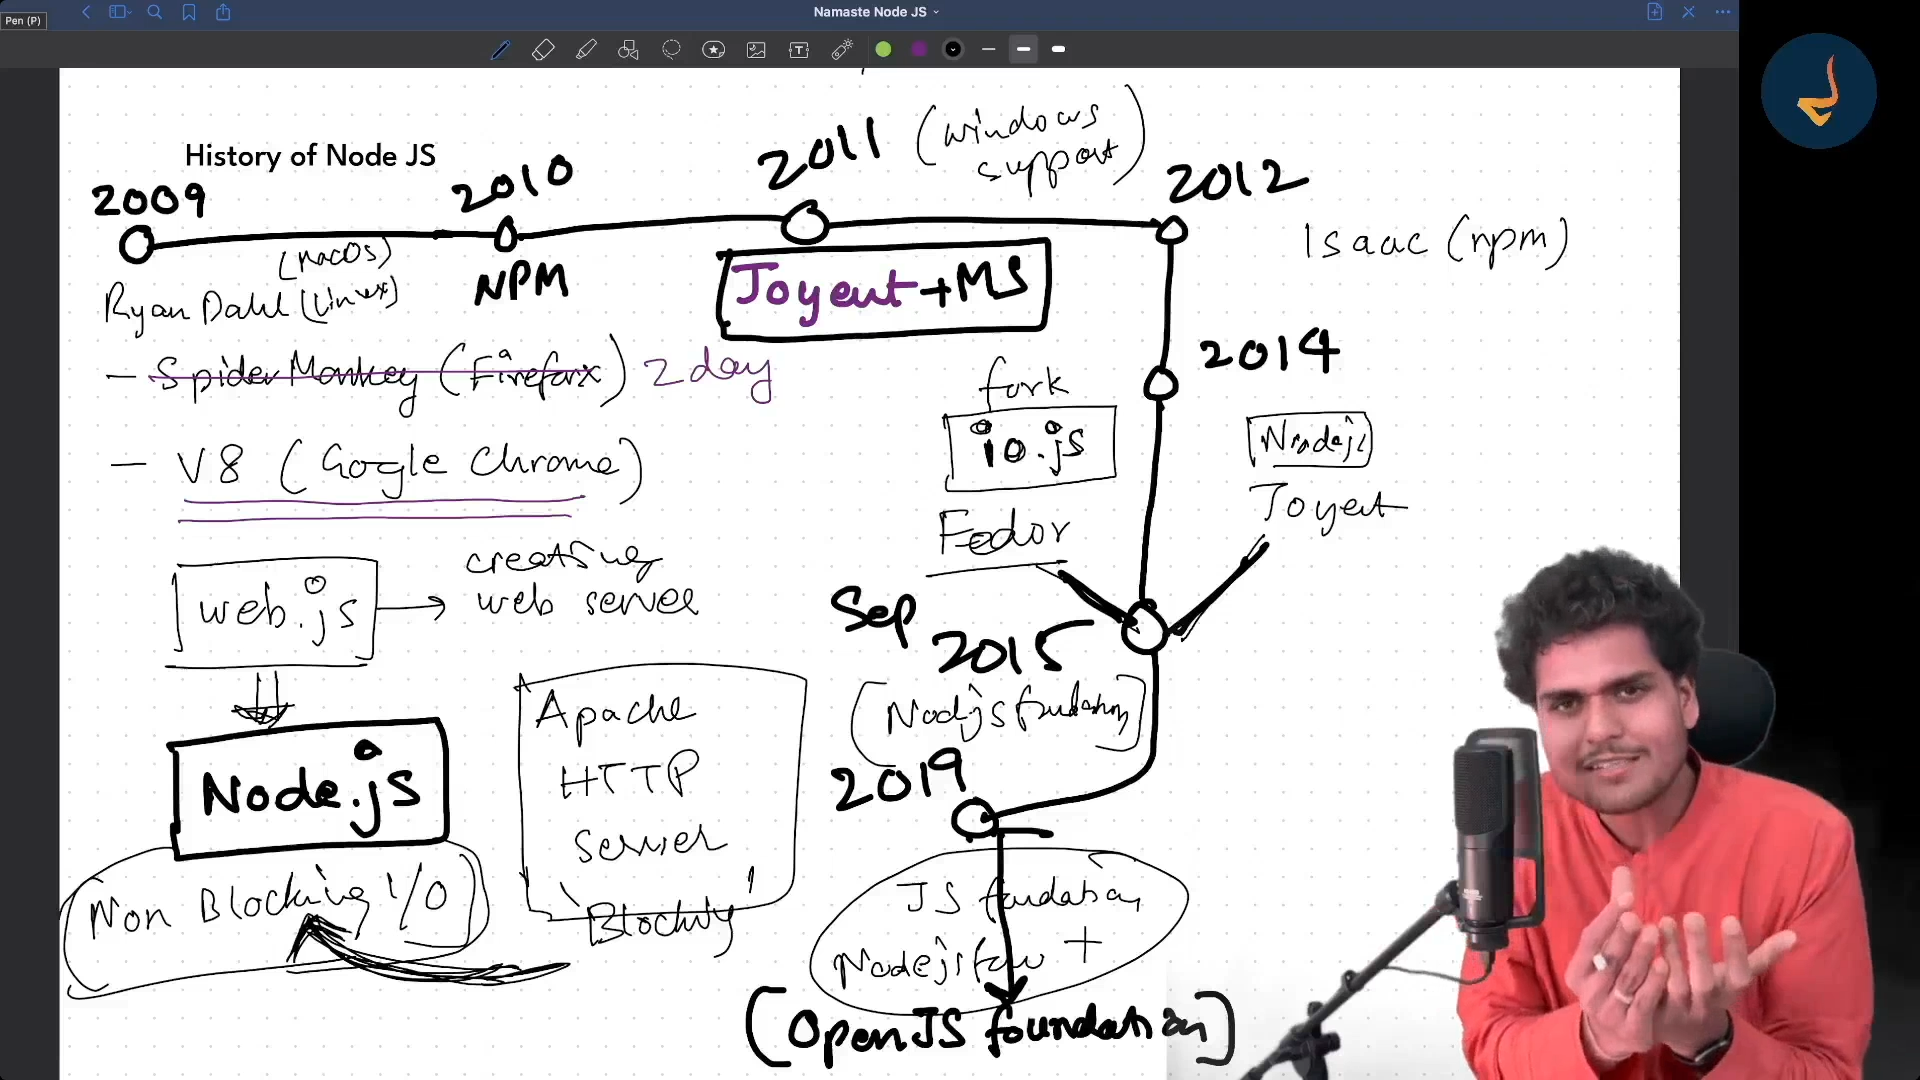 Pen (P)
Namaste Node JS
History of Node JS
2009
2010
2011
(windows
support)
2012
(MacOS)
Ryan Dahl (Linux)
NPM
Joyent + MS
Isaac (npm)
- SpiderMonkey (Firefox) 2 day
- V8 (Google Chrome)
2014
fork
io.js
Fedor
Nodejs
Joyent
web.js
creating
web server
Sep
2015
(Nodejs foundation)
Node.js
Non Blocking I/O
Apache
HTTP
Server
Blocking
2019
JS foundation
+
Nodejs foun
(OpenJS foundation)